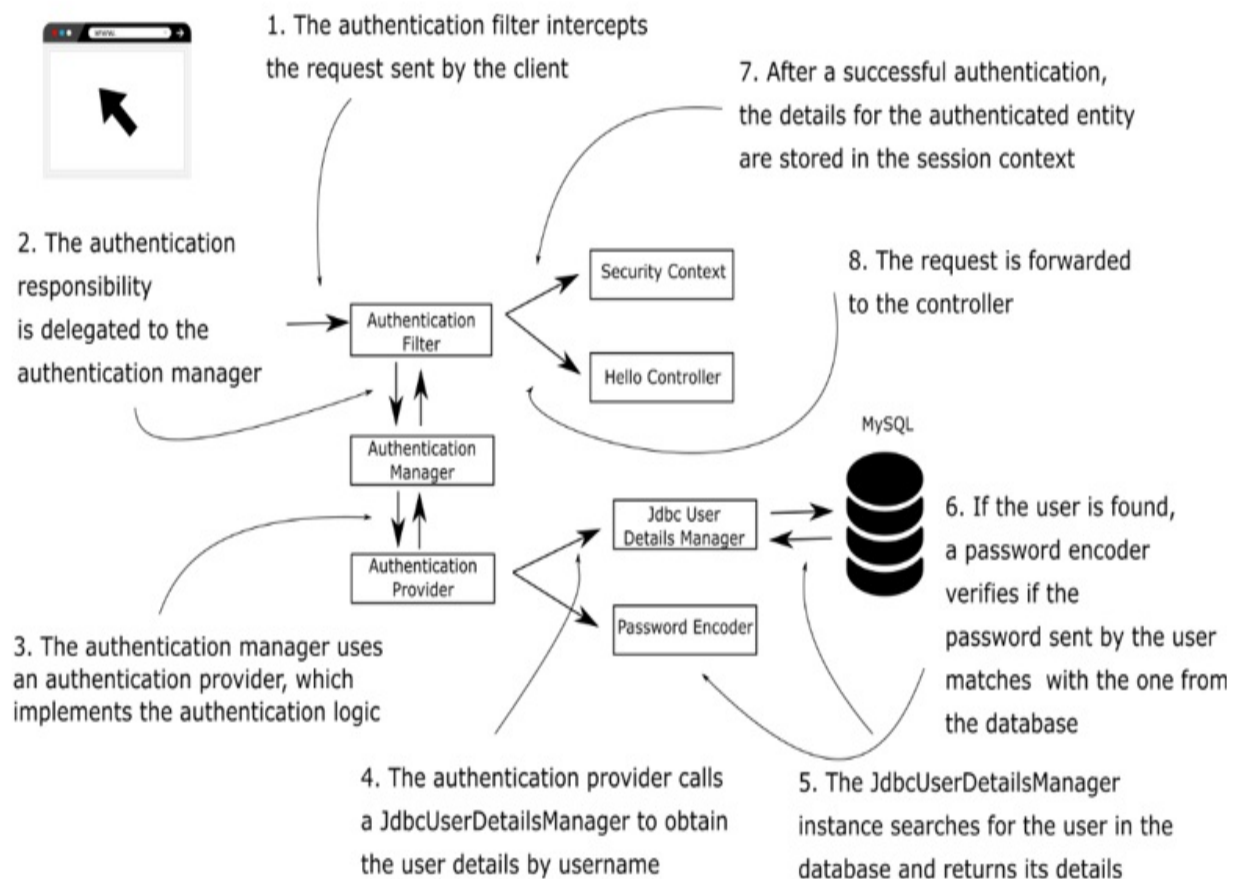 www.
1. The authentication filter intercepts
the request sent by the client
7. After a successful authentication,
the details for the authenticated entity
are stored in the session context
2. The authentication
responsibility
is delegated to the
authentication manager
Security Context
8. The request is forwarded
to the controller
Authentication
Filter
Hello Controller
MySQL
Authentication
Manager
Jdbc User
Details Manager
6. If the user is found,
a password encoder
verifies if the
password sent by the user
matches with the one from
the database
Authentication
Provider
Password Encoder
3. The authentication manager uses
an authentication provider, which
implements the authentication logic
4. The authentication provider calls
a JdbcUserDetailsManager to obtain
the user details by username
5. The JdbcUserDetailsManager
instance searches for the user in the
database and returns its details